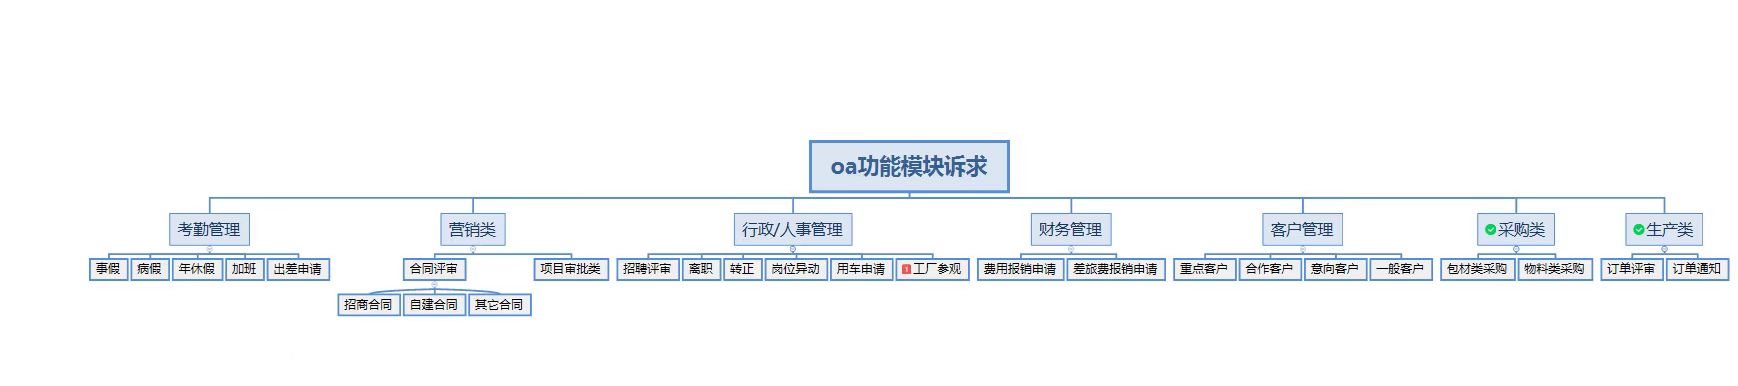 oa功能模块诉求
考勤管理 营销类 行政/人事管理 财务管理 客户管理 采购类 生产类
事假 病假 年休假 加班 出差申请 合同评审 项目审批类 招聘评审 离职 转正 岗位异动 用车申请 1 工厂参观 费用报销申请 差旅费报销申请 重点客户 合作客户 意向客户 一般客户 包材类采购 物料类采购 订单评审 订单通知
招商合同 自建合同 其它合同